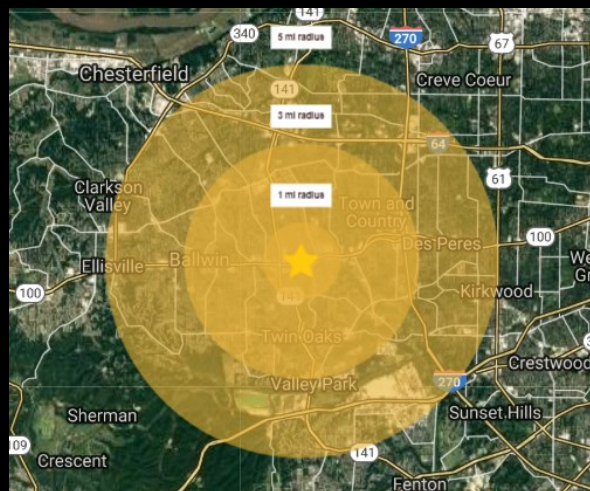 141
340
5 mi radius
270
67
Chesterfield
Creve Coeur
141
3 mi radius
64
61
Clarkson
Valley
1 mi radius
Town and
Country
Ballwin
Des Peres
100
Ellisville
100
Kirkwood
141
Twin Oaks
Crestwood
Valley Park
270
Sherman
Sunset Hills
109
Crescent
141
Fenton